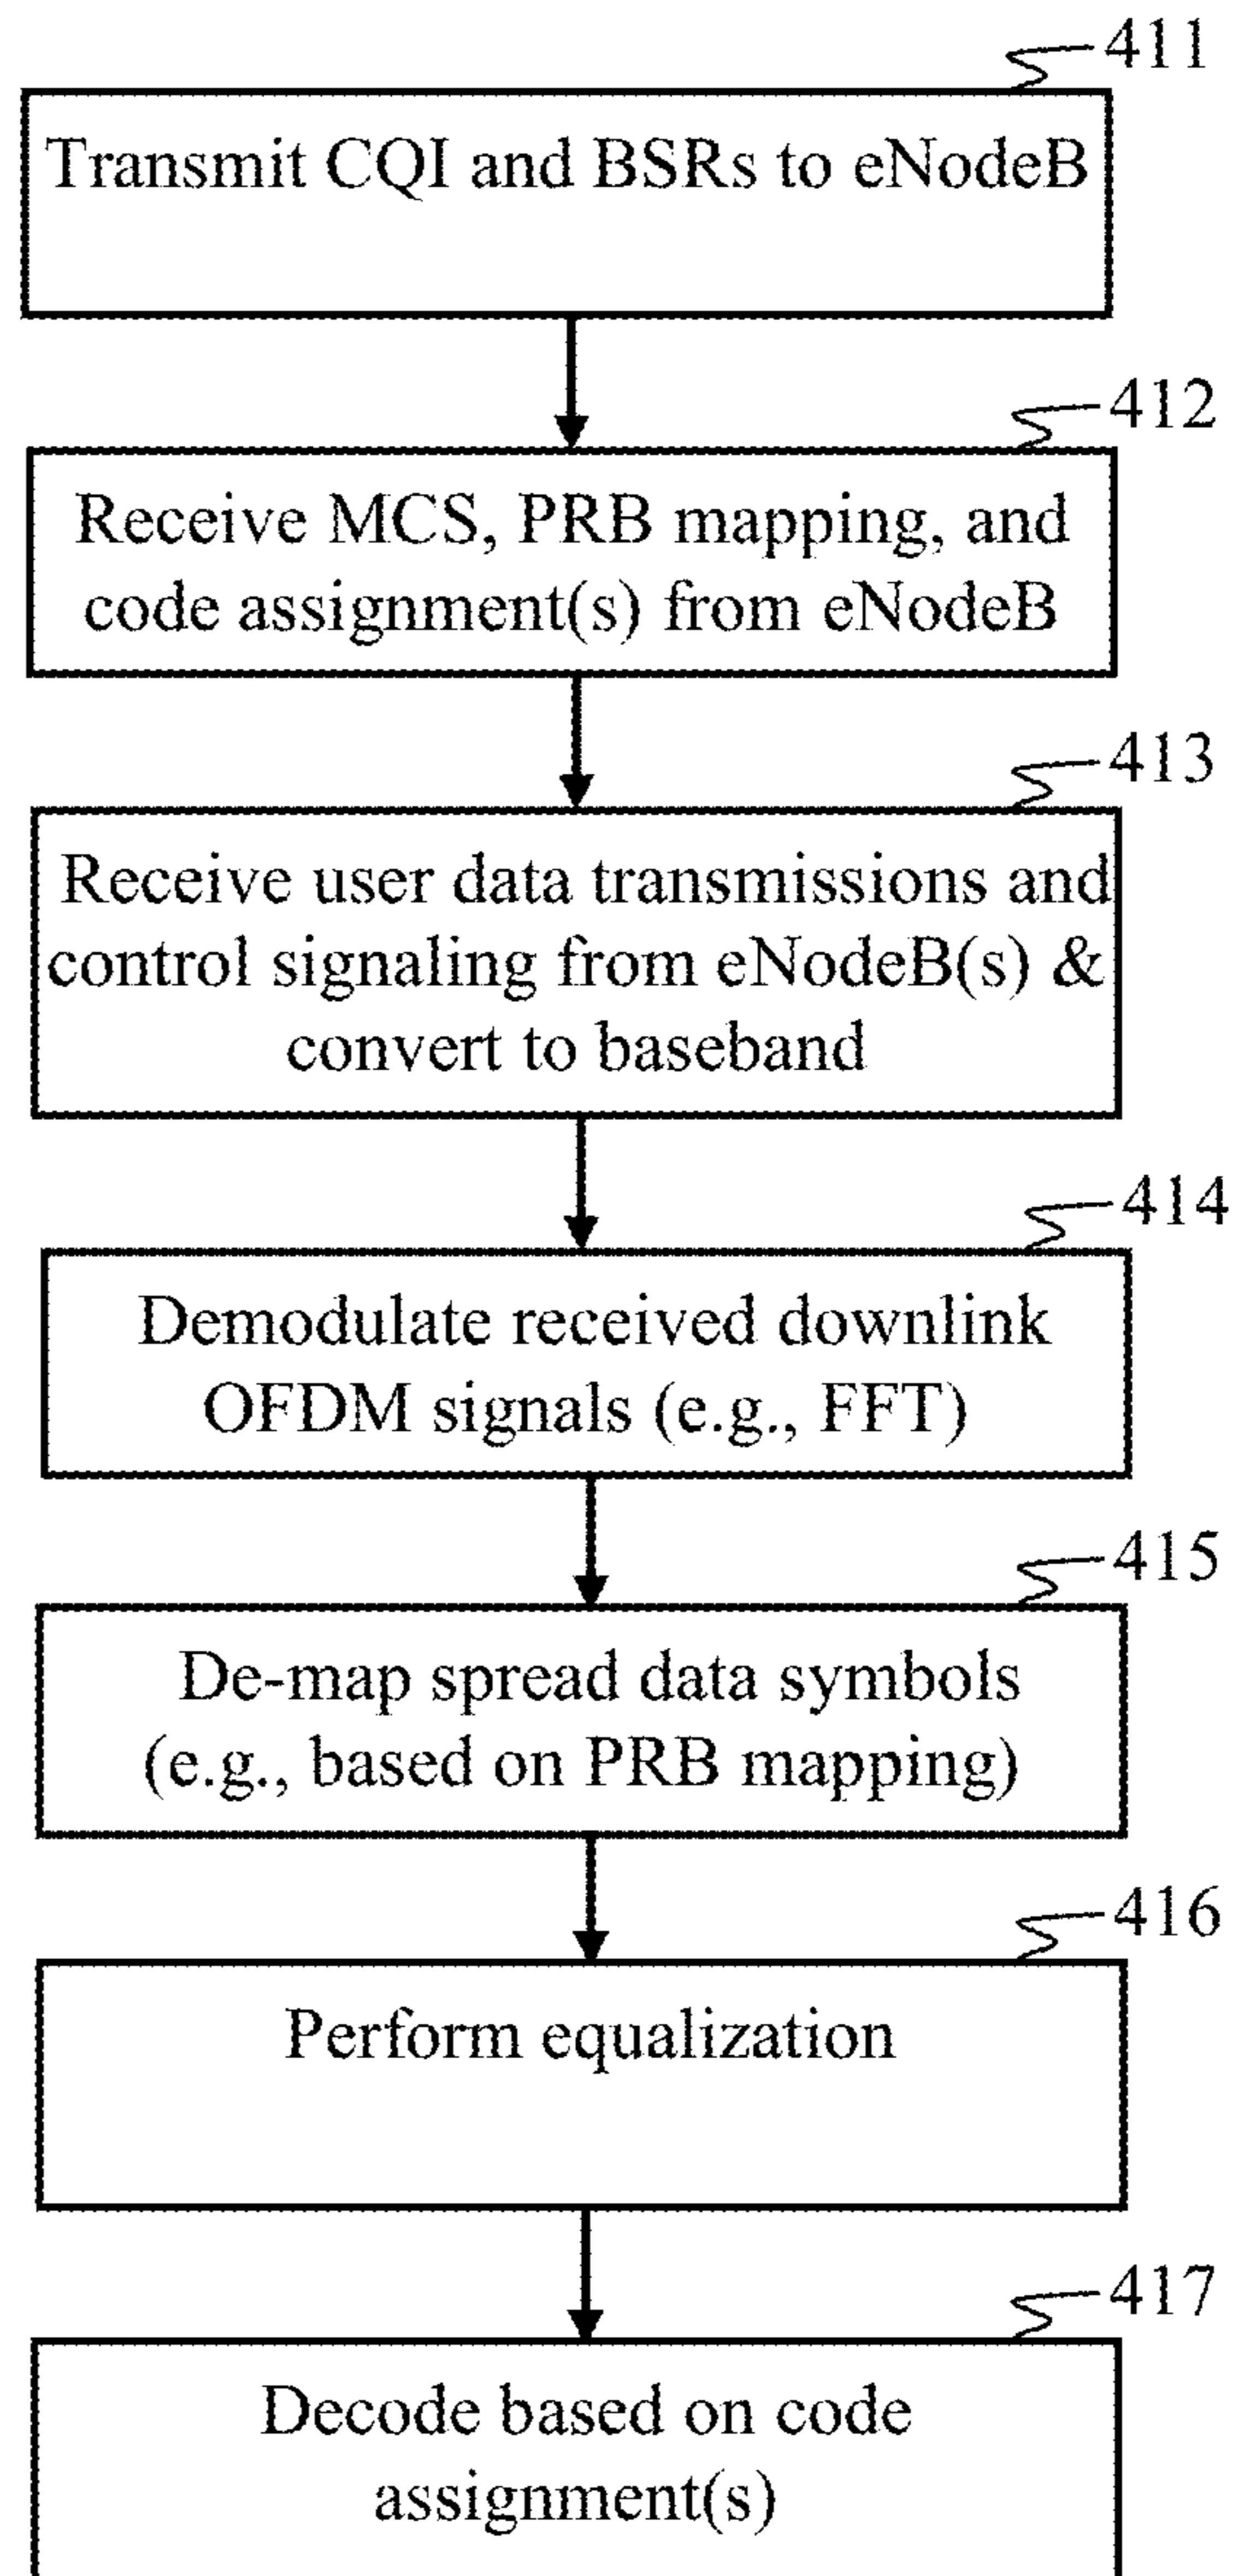 411
Transmit CQI and BSRs to eNodeB
412
Receive MCS, PRB mapping, and
code assignment(s) from eNodeB
413
Receive user data transmissions and
control signaling from eNodeB(s) &
convert to baseband
414
Demodulate received downlink
OFDM signals (e.g., FFT)
415
De-map spread data symbols
(e.g., based on PRB mapping)
416
Perform equalization
417
Decode based on code
assignment(s)